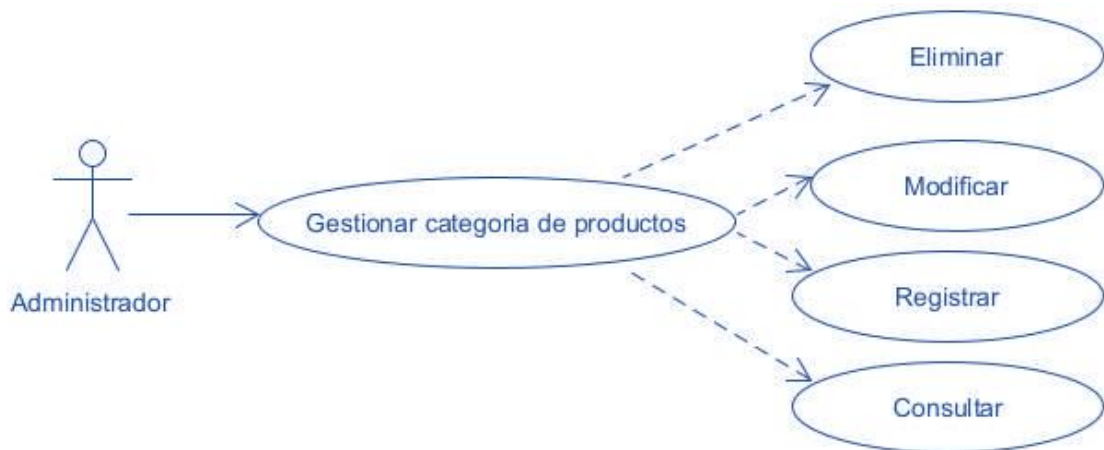 Eliminar
Modificar
Administrador
Gestionar categoria de productos
Registrar
Consultar